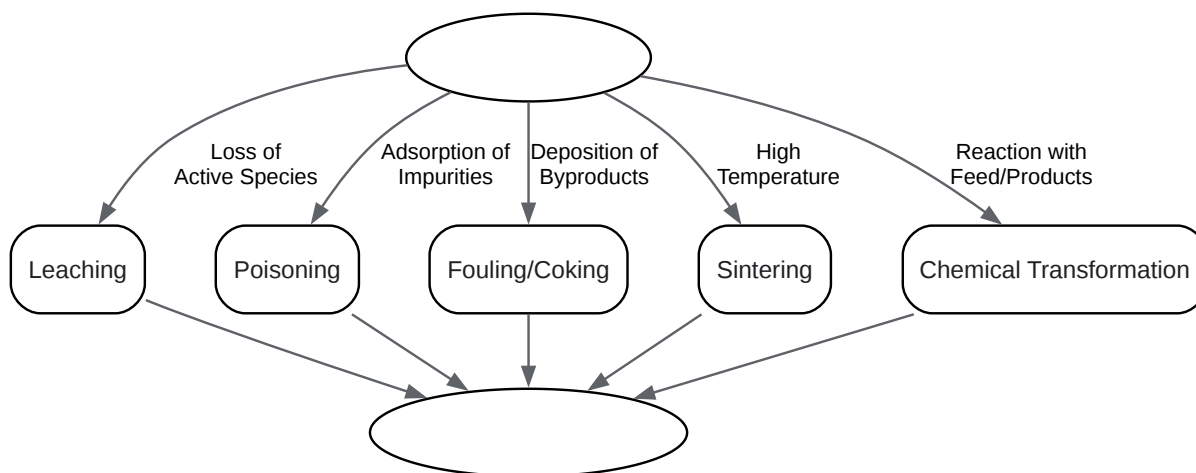 Loss of
Active Species
Adsorption of
Impurities
Deposition of
Byproducts
High
Temperature
Reaction with
Feed/Products
Leaching
Poisoning
Fouling/Coking
Sintering
Chemical Transformation